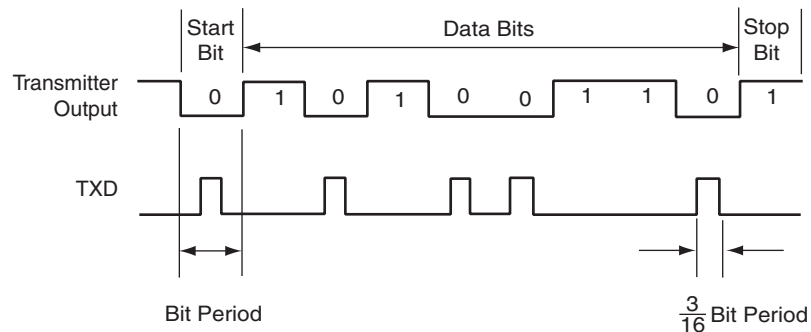 Start Bit
Data Bits
Stop Bit
Transmitter Output
0 1 0 1 0 0 1 1 0 1
TXD
Bit Period
3/16 Bit Period